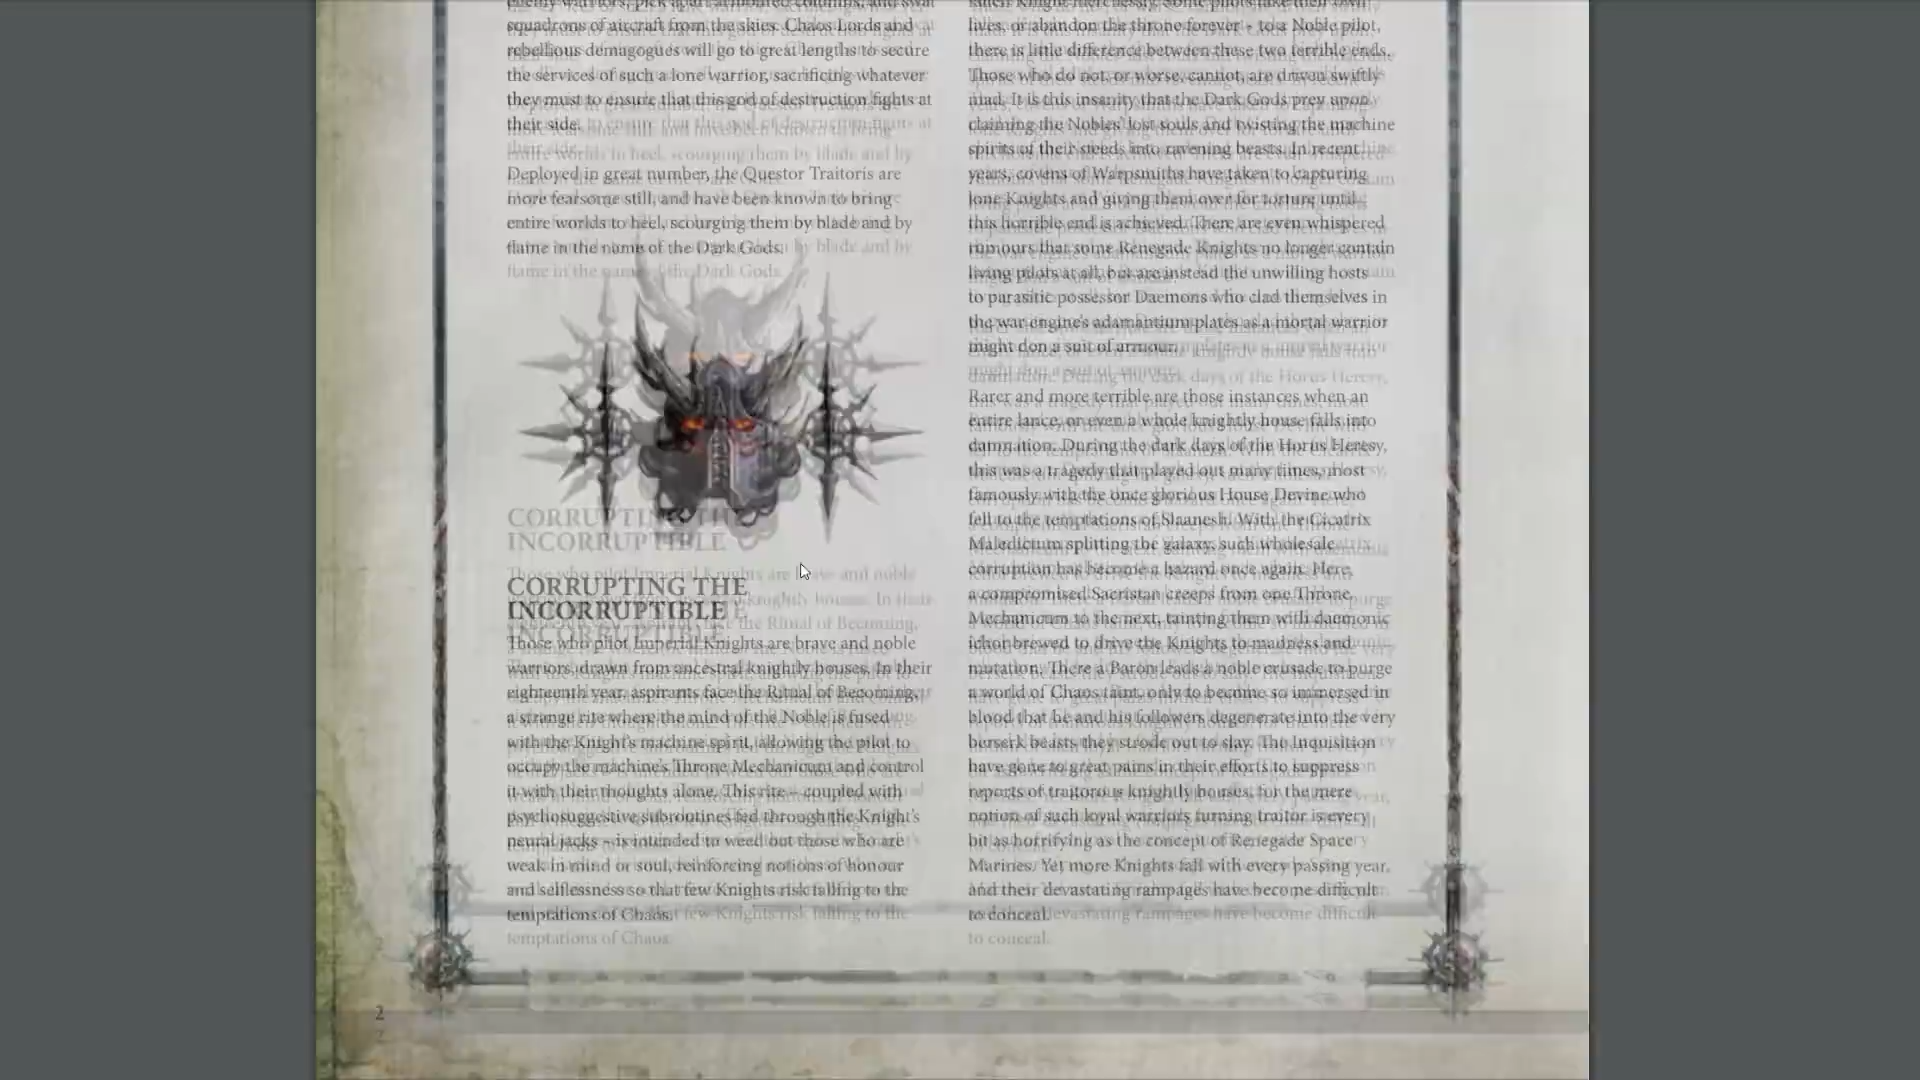 enemy warriors, pick apart armoured columns, and swat
squadrons of aircraft from the skies. Chaos Lords and
rebellious demagogues will go to great lengths to secure
the services of such a lone warrior, sacrificing whatever
they must to ensure that this god of destruction fights at
their side.
Deployed in great number, the Questor Traitoris are
more fearsome still, and have been known to bring
entire worlds to heel, scourging them by blade and by
flame in the name of the Dark Gods.
CORRUPTING THE
INCORRUPTIBLE
Those who pilot Imperial Knights are brave and noble
warriors, drawn from ancestral knightly houses. In their
eighteenth year, aspirants face the Ritual of Becoming,
a strange rite where the mind of the Noble is fused
with the Knight's machine spirit, allowing the pilot to
occupy the machine's Throne Mechanicum and control
it with their thoughts alone. This rite – coupled with
psychosuggestive subroutines fed through the Knight's
neural jacks – is intended to weed out those who are
weak in mind or soul, reinforcing notions of honour
and selflessness so that few Knights risk falling to the
temptations of Chaos.
2
fallen Knight mercilessly. Some pilots take their own
lives, or abandon the throne forever - to a Noble pilot,
there is little difference between these two terrible ends.
Those who do not, or worse, cannot, are driven swiftly
mad. It is this insanity that the Dark Gods prey upon,
claiming the Nobles' lost souls and twisting the machine
spirits of their steeds into ravening beasts. In recent
years, covens of Warpsmiths have taken to capturing
lone Knights and giving them over for torture until
this horrible end is achieved. There are even whispered
rumours that some Renegade Knights no longer contain
living pilots at all, but are instead the unwilling hosts
to parasitic possessor Daemons who clad themselves in
the war engine's adamantium plates as a mortal warrior
might don a suit of armour.
Rarer and more terrible are those instances when an
entire lance, or even a whole knightly house falls into
damnation. During the dark days of the Horus Heresy,
this was a tragedy that played out many times, most
famously with the once glorious House Devine who
fell to the temptations of Slaanesh. With the Cicatrix
Maledictum splitting the galaxy, such wholesale
corruption has become a hazard once again. Here,
a compromised Sacristan creeps from one Throne
Mechanicum to the next, tainting them with daemonic
ichor brewed to drive the Knights to madness and
mutation. There a Baron leads a noble crusade to purge
a world of Chaos taint, only to become so immersed in
blood that he and his followers degenerate into the very
berserk beasts they strode out to slay. The Inquisition
have gone to great pains in their efforts to suppress
reports of traitorous knightly houses, for the mere
notion of such loyal warriors turning traitor is every
bit as horrifying as the concept of Renegade Space
Marines. Yet more Knights fall with every passing year,
and their devastating rampages have become difficult
to conceal.